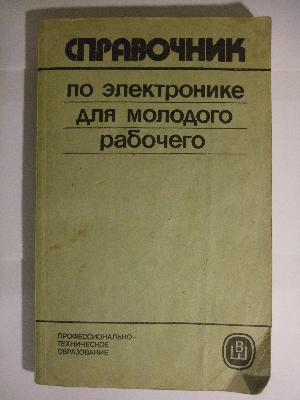 СПРАВОЧНИК
по электронике
для молодого
рабочего
ПРОФЕССИОНАЛЬНО-
ТЕХНИЧЕСКОЕ
ОБРАЗОВАНИЕ